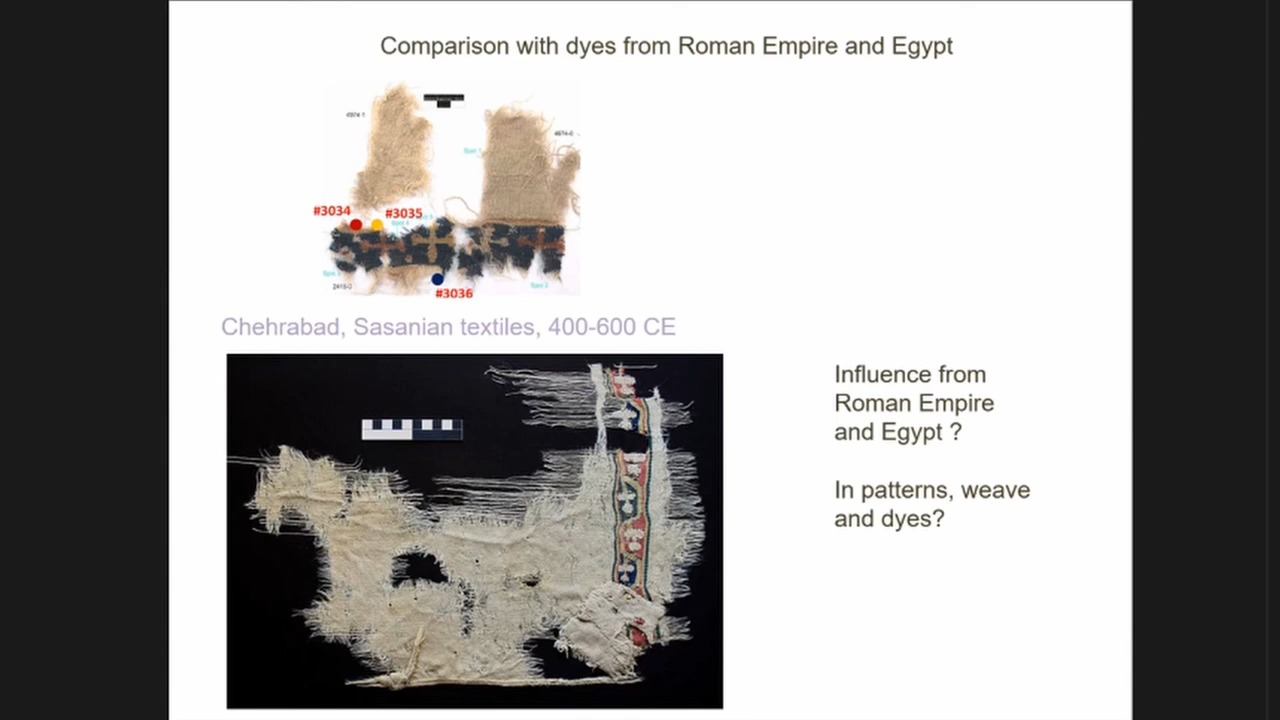 Comparison with dyes from Roman Empire and Egypt
#3034
#3035
#3036
Chehrabad, Sasanian textiles, 400-600 CE
Influence from
Roman Empire
and Egypt ?
In patterns, weave
and dyes?